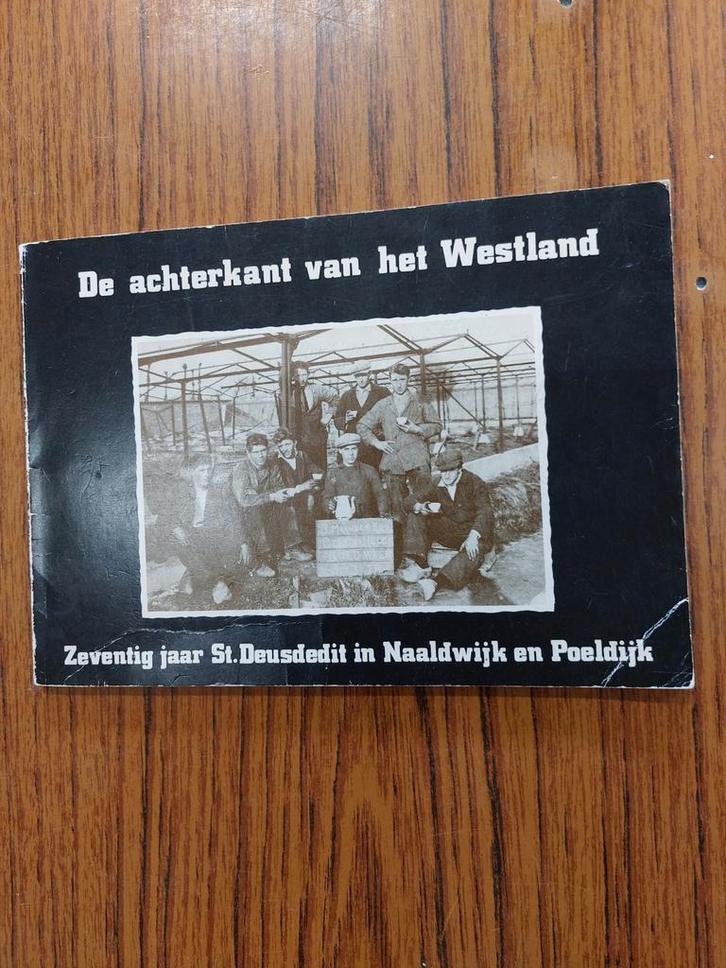 De achterkant van het Westland
Zeventig jaar St.Deusdedit in Naaldwijk en Poeldijk